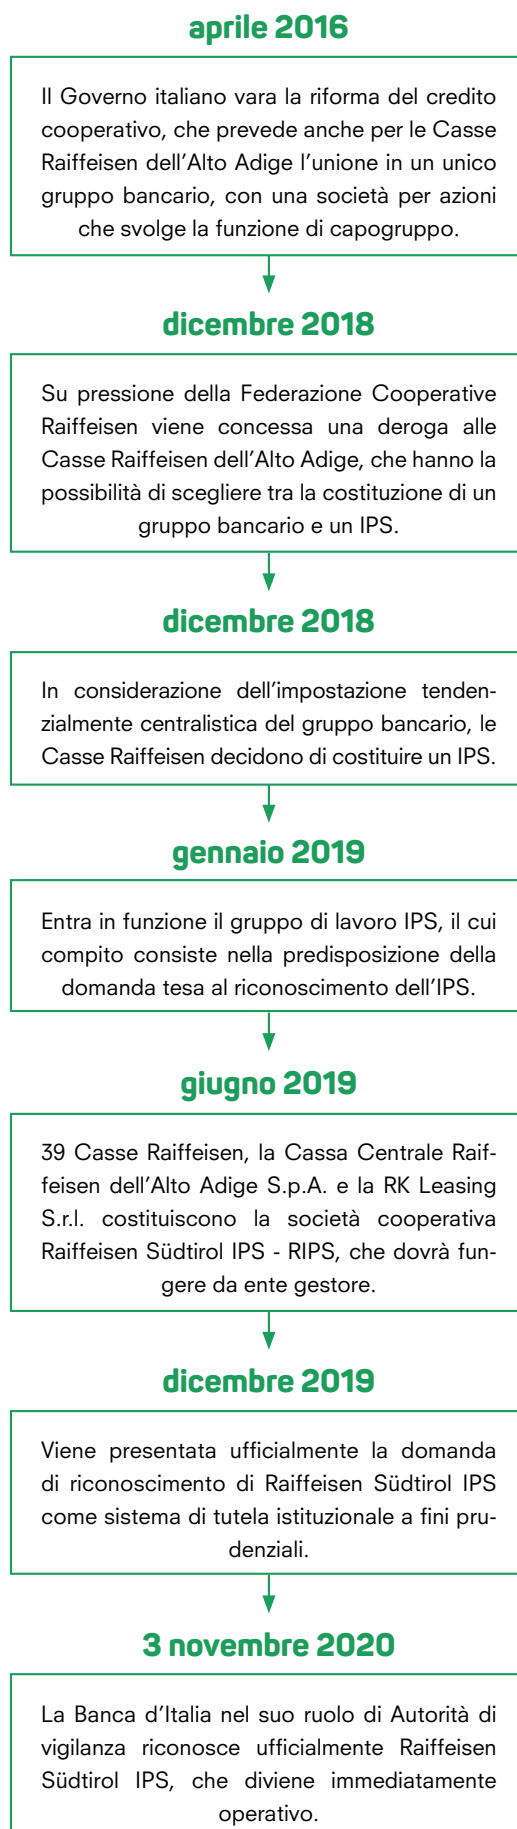 aprile 2016
Il Governo italiano vara la riforma del credito
cooperativo, che prevede anche per le Casse
Raiffeisen dell'Alto Adige l'unione in un unico
gruppo bancario, con una società per azioni
che svolge la funzione di capogruppo.
dicembre 2018
Su pressione della Federazione Cooperative
Raiffeisen viene concessa una deroga alle
Casse Raiffeisen dell'Alto Adige, che hanno la
possibilità di scegliere tra la costituzione di un
gruppo bancario e un IPS.
dicembre 2018
In considerazione dell'impostazione tenden-
zialmente centralistica del gruppo bancario, le
Casse Raiffeisen decidono di costituire un IPS.
gennaio 2019
Entra in funzione il gruppo di lavoro IPS, il cui
compito consiste nella predisposizione della
domanda tesa al riconoscimento dell'IPS.
giugno 2019
39 Casse Raiffeisen, la Cassa Centrale Raif-
feisen dell'Alto Adige S.p.A. e la RK Leasing
S.r.l. costituiscono la società cooperativa
Raiffeisen Südtirol IPS - RIPS, che dovrà fun-
gere da ente gestore.
dicembre 2019
Viene presentata ufficialmente la domanda
di riconoscimento di Raiffeisen Südtirol IPS
come sistema di tutela istituzionale a fini pru-
denziali.
3 novembre 2020
La Banca d'Italia nel suo ruolo di Autorità di
vigilanza riconosce ufficialmente Raiffeisen
Südtirol IPS, che diviene immediatamente
operativo.